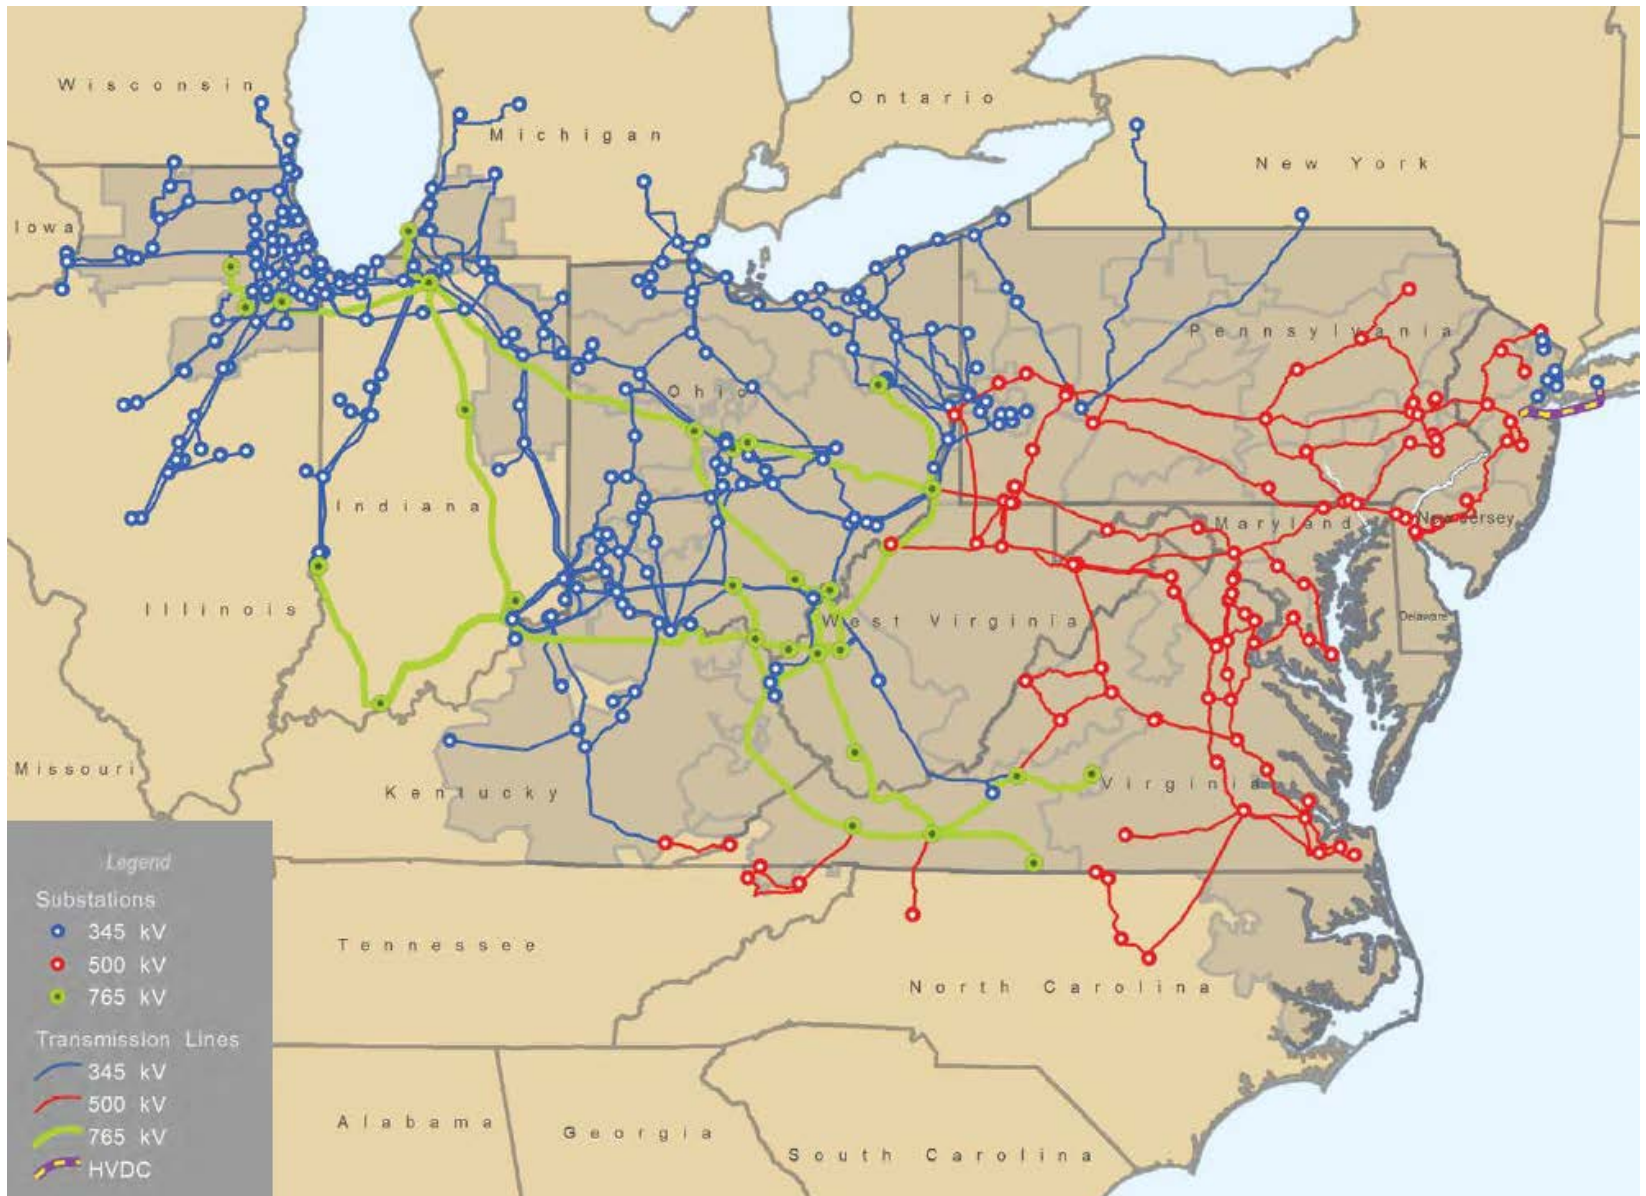 Wisconsin
Ontario
Michigan
New York
Iowa
Pennsylvania
Ohio
Indiana
Maryland
New Jersey
Illinois
West Virginia
Delaware
Missouri
Kentucky
Virginia
Legend
Substations
345 kV
500 kV
765 kV
Transmission Lines
345 kV
500 kV
765 kV
HVDC
Tennessee
North Carolina
Alabama
Georgia
South Carolina